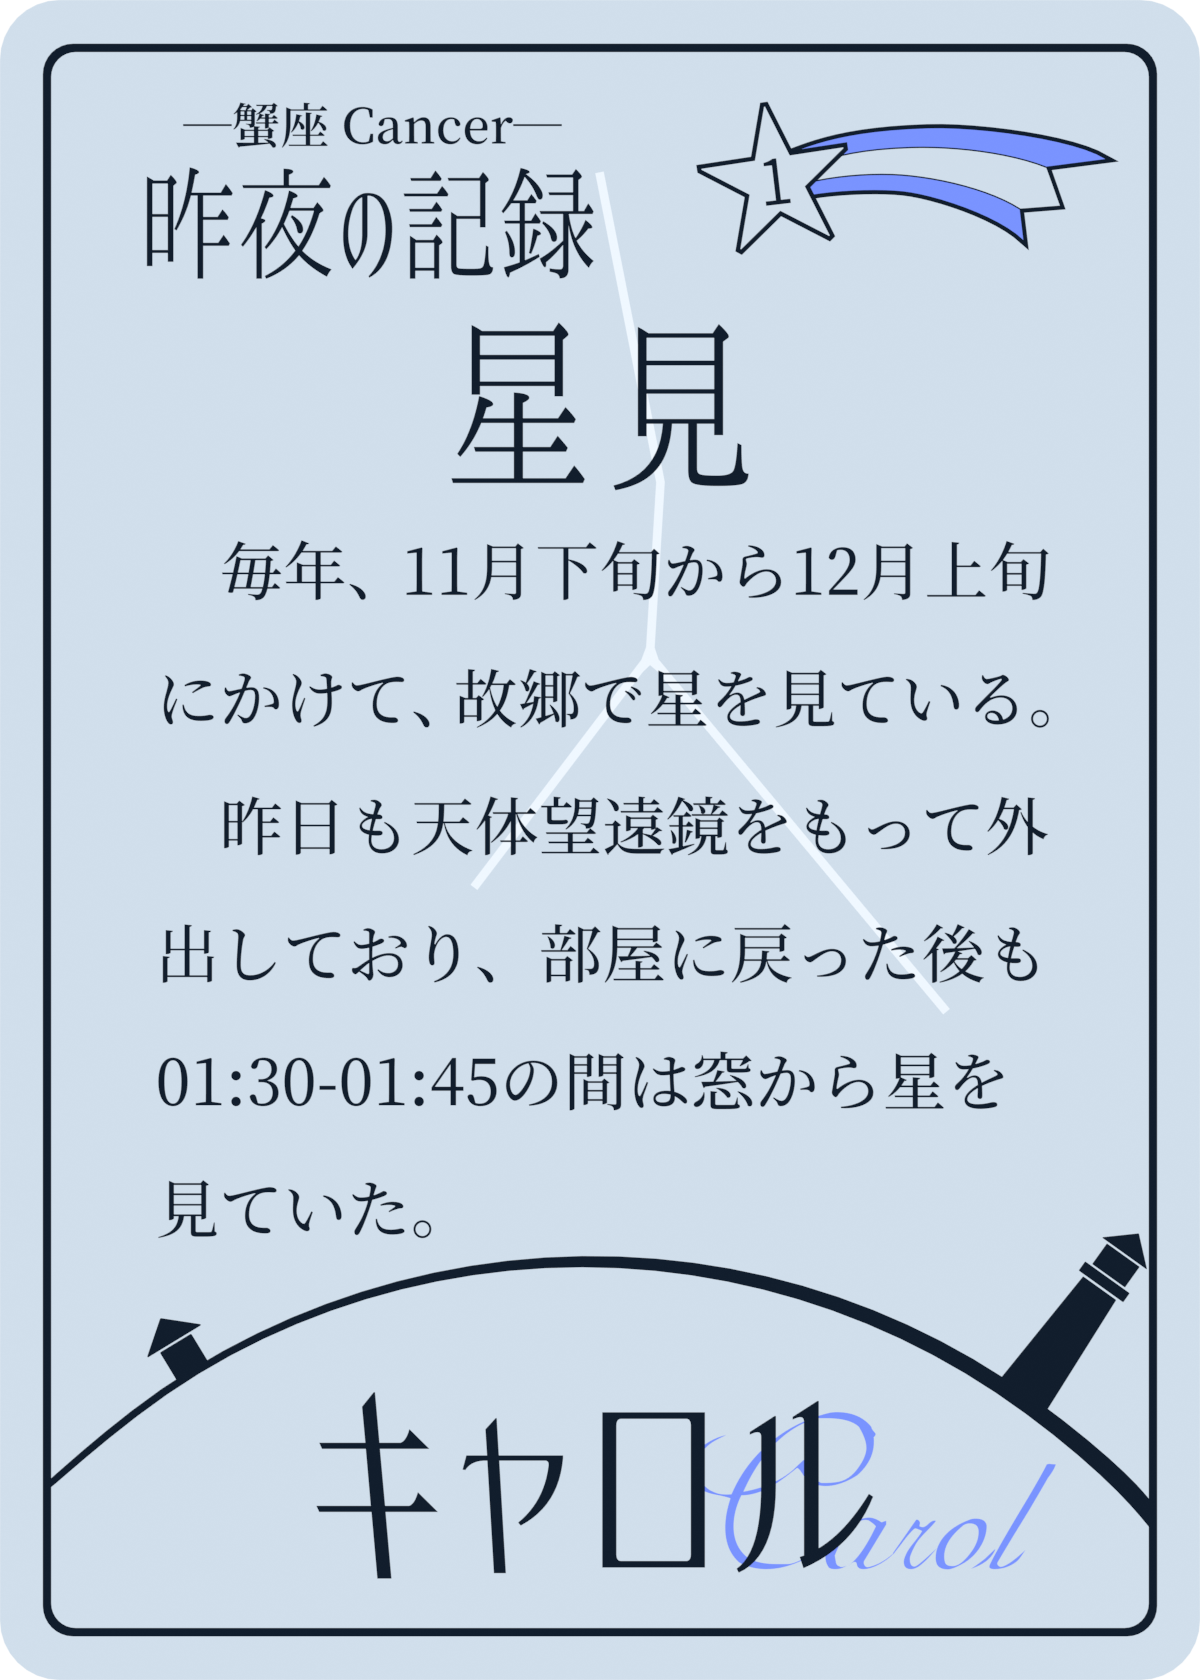 ―蟹座 Cancer―
昨夜の記録
1
星見
　毎年、11月下旬から12月上旬
にかけて、故郷で星を見ている。
　昨日も天体望遠鏡をもって外
出しており、部屋に戻った後も
01:30-01:45の間は窓から星を
見ていた。
キャロル
Carol